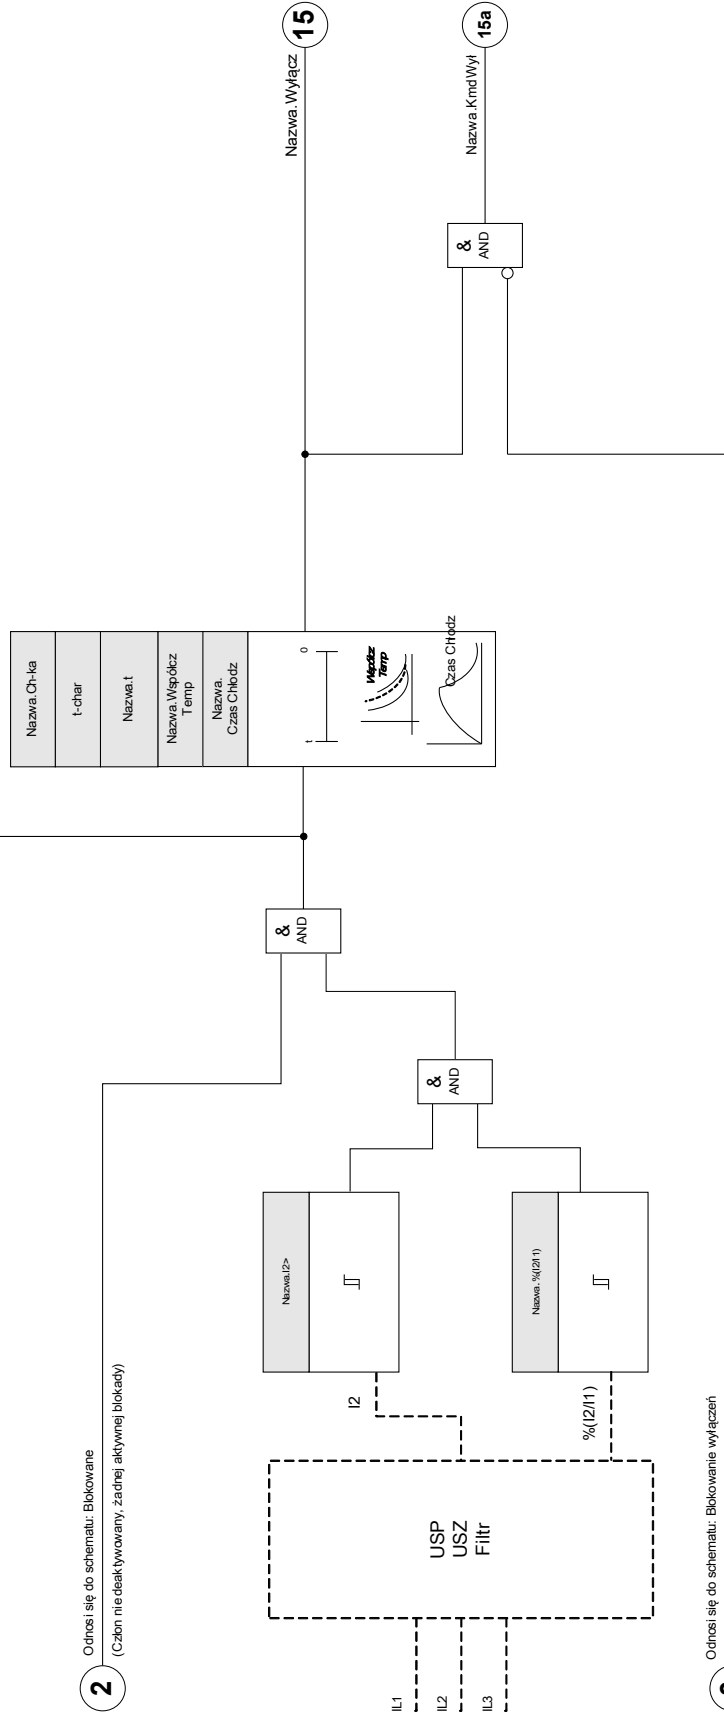 2
Odnosi się do schematu: Blokowane
(Człon nie deaktywowany, żadnej aktywnej blokady)
IL1
IL2
IL3
USP
USZ
Filtr
I2
%(I2/I1)
Nazwa.I2>
Nazwa. %(I2/I1)
&
AND
&
AND
Nazwa.Ch-ka
t-char
Nazwa.t
Nazwa.Współcz
Temp
Nazwa.
Czas Chłodz
t
0
Współcz
Temp
Czas Chłodz
&
AND
Nazwa.Wyłącz
15
Nazwa.KmdWył
15a
Odnosi się do schematu: Blokowanie wyłączeń